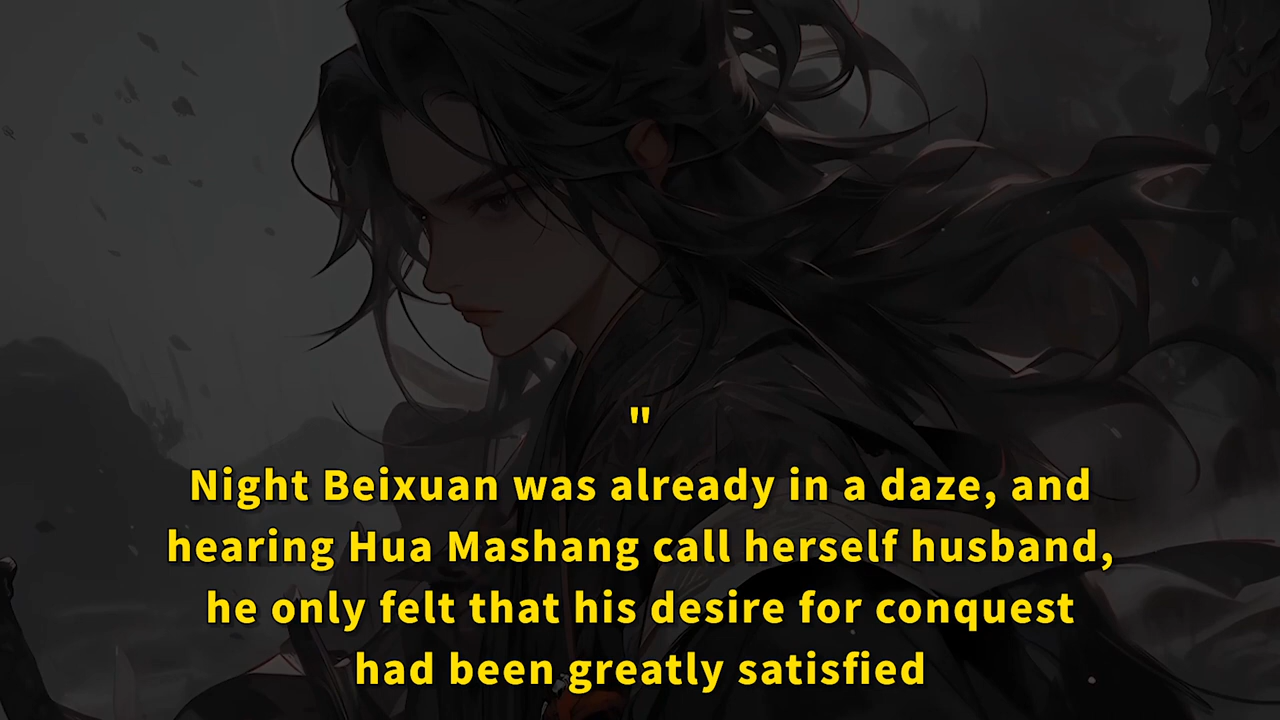 "
Night Beixuan was already in a daze, and
hearing Hua Mashang call herself husband,
he only felt that his desire for conquest
had been greatly satisfied